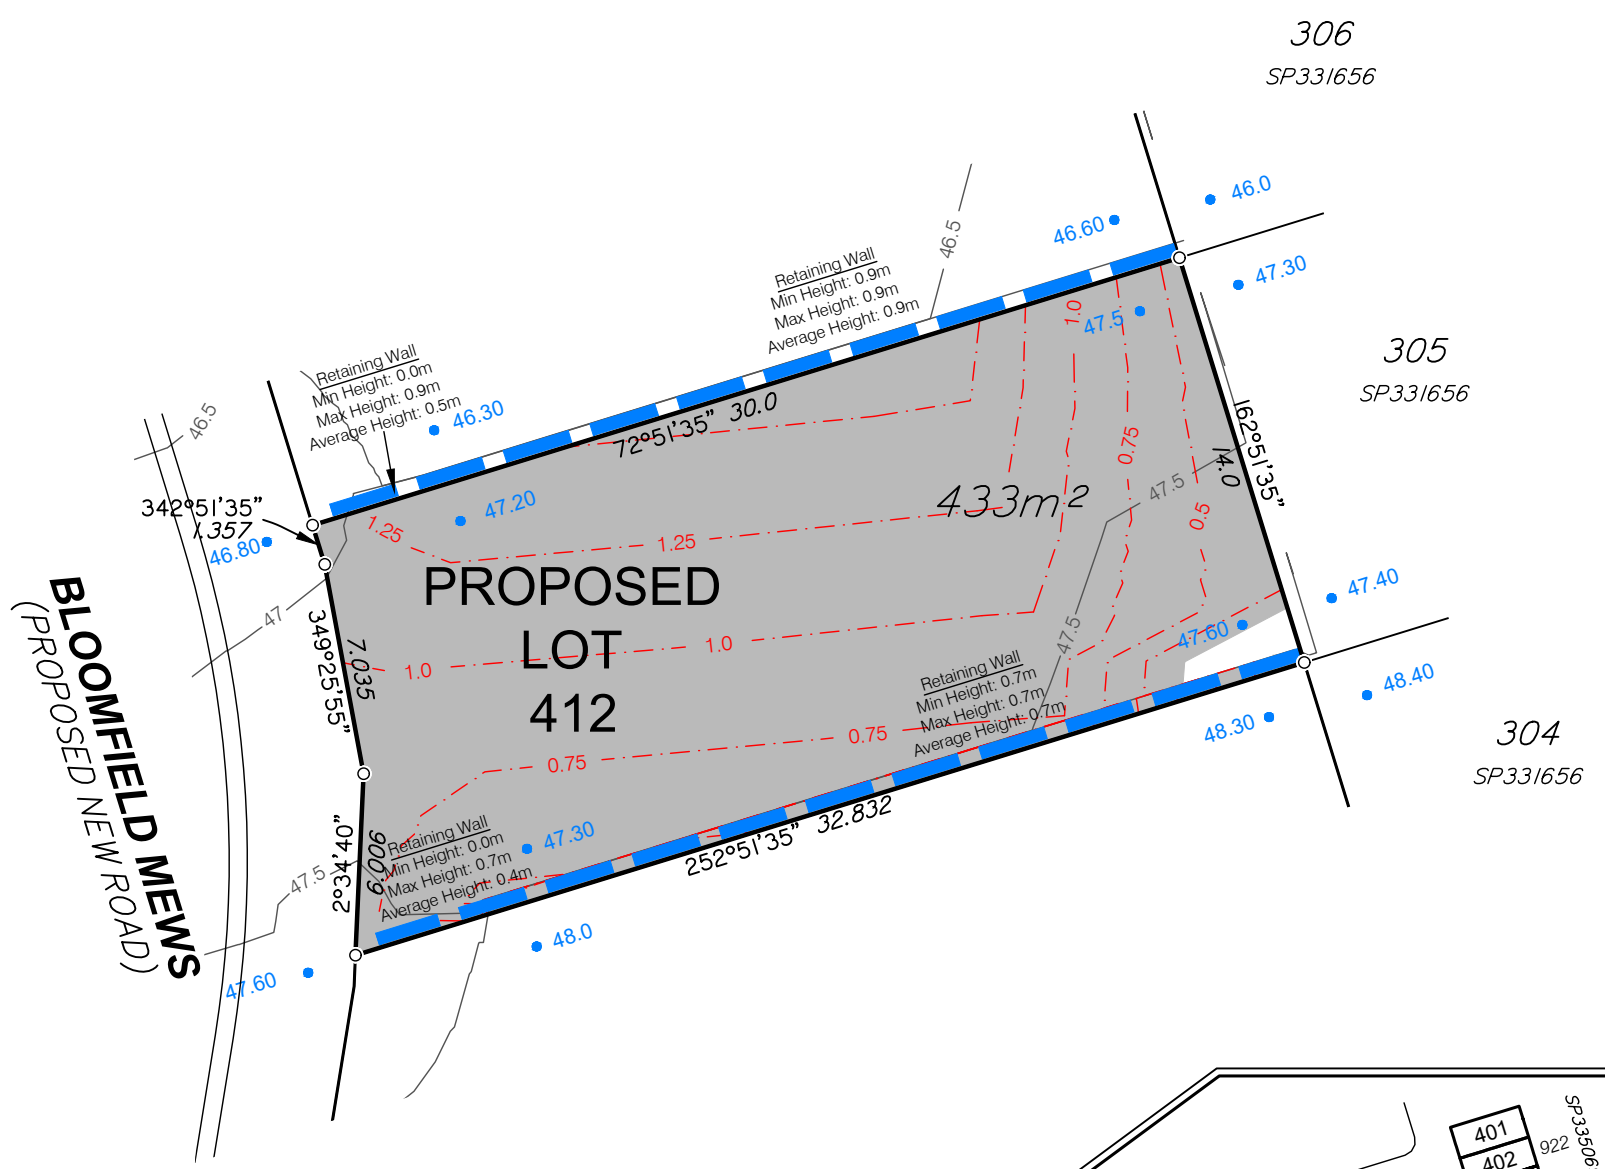 306
SP331656
46.0
46.60
47.30
46.5
Retaining Wall
Min Height: 0.9m
Max Height: 0.9m
Average Height: 0.9m
1.0
47.5
305
SP331656
Retaining Wall
Min Height: 0.0m
Max Height: 0.9m
Average Height: 0.5m
46.30
46.5
72°51'35" 30.0
0.75
162°51'35"
14.0
342°51'35"
1.357
46.80
47.20
1.25
1.25
433m²
47.5
0.5
PROPOSED
LOT
412
47
349°25'55"
7.035
1.0
1.0
47.5
47.60
47.40
BLOOMFIELD MEWS
(PROPOSED NEW ROAD)
Retaining Wall
Min Height: 0.7m
Max Height: 0.7m
Average Height: 0.7m
48.40
48.30
304
SP331656
0.75
0.75
2°34'40"
6.006
Retaining Wall
Min Height: 0.0m
Max Height: 0.7m
Average Height: 0.4m
47.30
252°51'35" 32.832
47.5
48.0
47.60
401
402
922